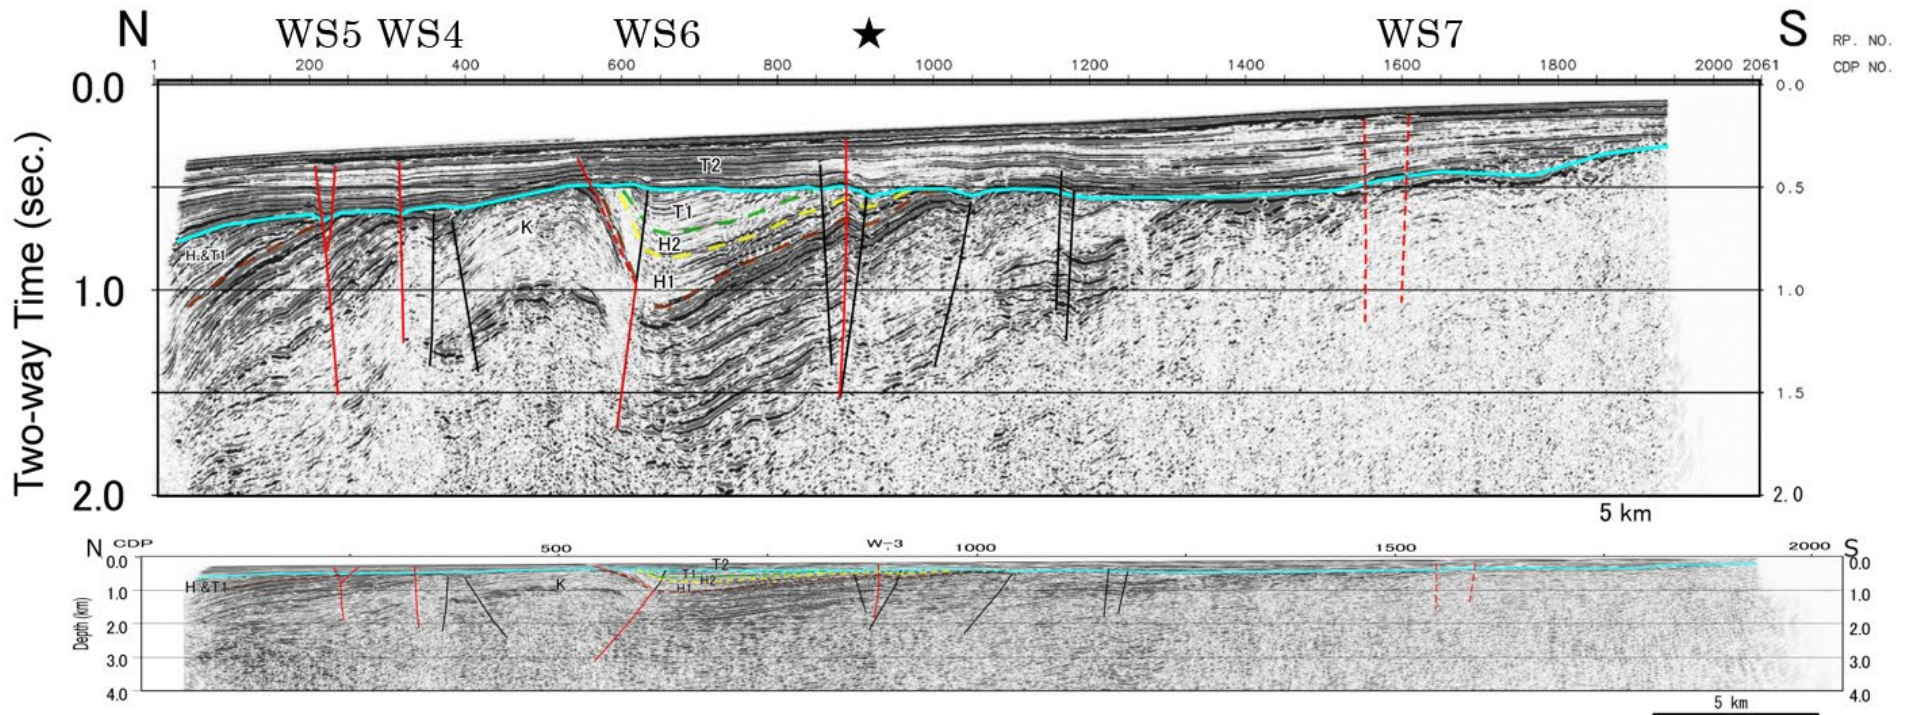 N WS5 WS4 WS6 ★ WS7 S
RP. NO.
1 200 400 600 800 1000 1200 1400 1600 1800 2000 2061 CDP NO.
0.0 0.0
T2
0.5
T1
K
H2
H.&T1
H1
1.0 1.0
1.5
2.0 2.0
Two-way Time (sec.)
5 km
N CDP 500 W-3 1000 1500 2000 S
0.0 T2 0.0
T1 H2
H.&T1 K H1
1.0 1.0
2.0 2.0
3.0 3.0
4.0 4.0
Depth (km)
5 km